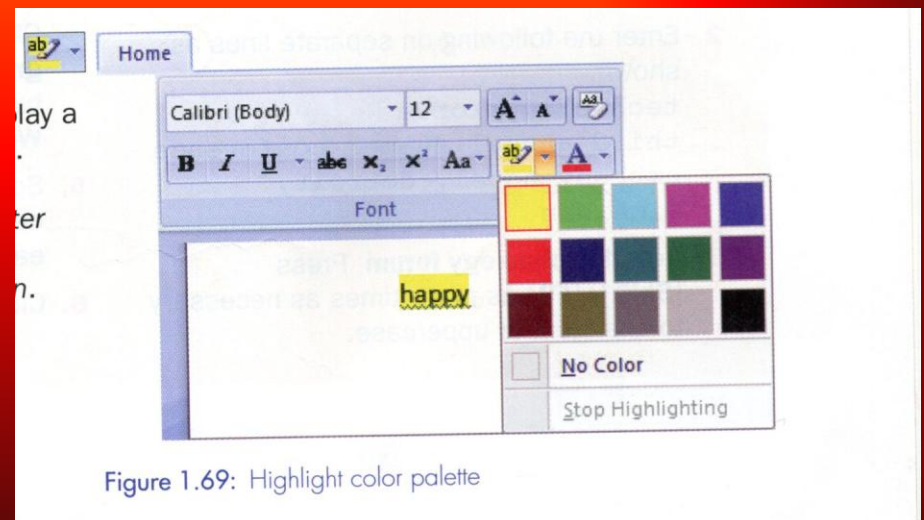 ab Home
lay a
Calibri (Body) 12 A A Aa
B I U abc X₂ X² Aa ab A
ter
Font
n.
happy
No Color
Stop Highlighting
Figure 1.69: Highlight color palette